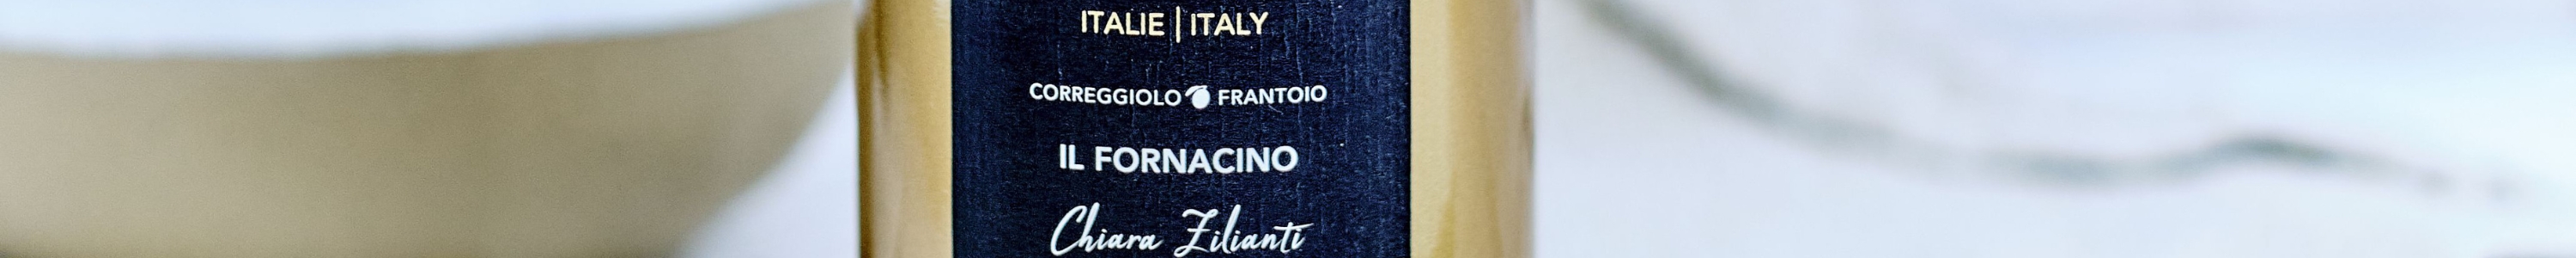 ITALIE | ITALY
CORREGGIOLO FRANTOIO
IL FORNACINO
Chiara Zilianti